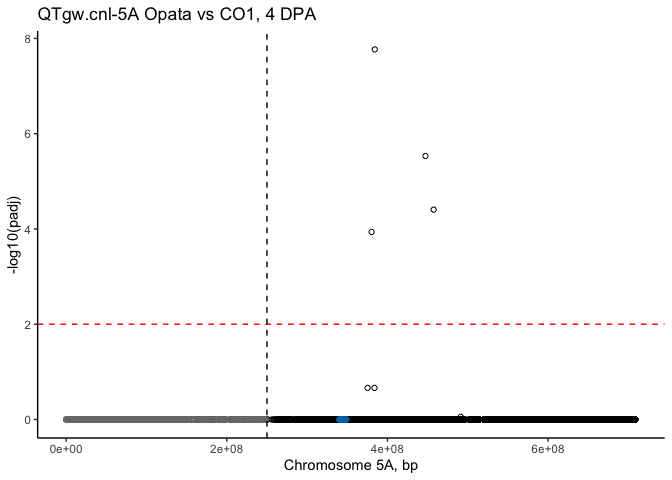 QTgw.cnl-5A Opata vs CO1, 4 DPA
8
6
4
2
0
-log10(padj)
0e+00 2e+08 4e+08 6e+08
Chromosome 5A, bp